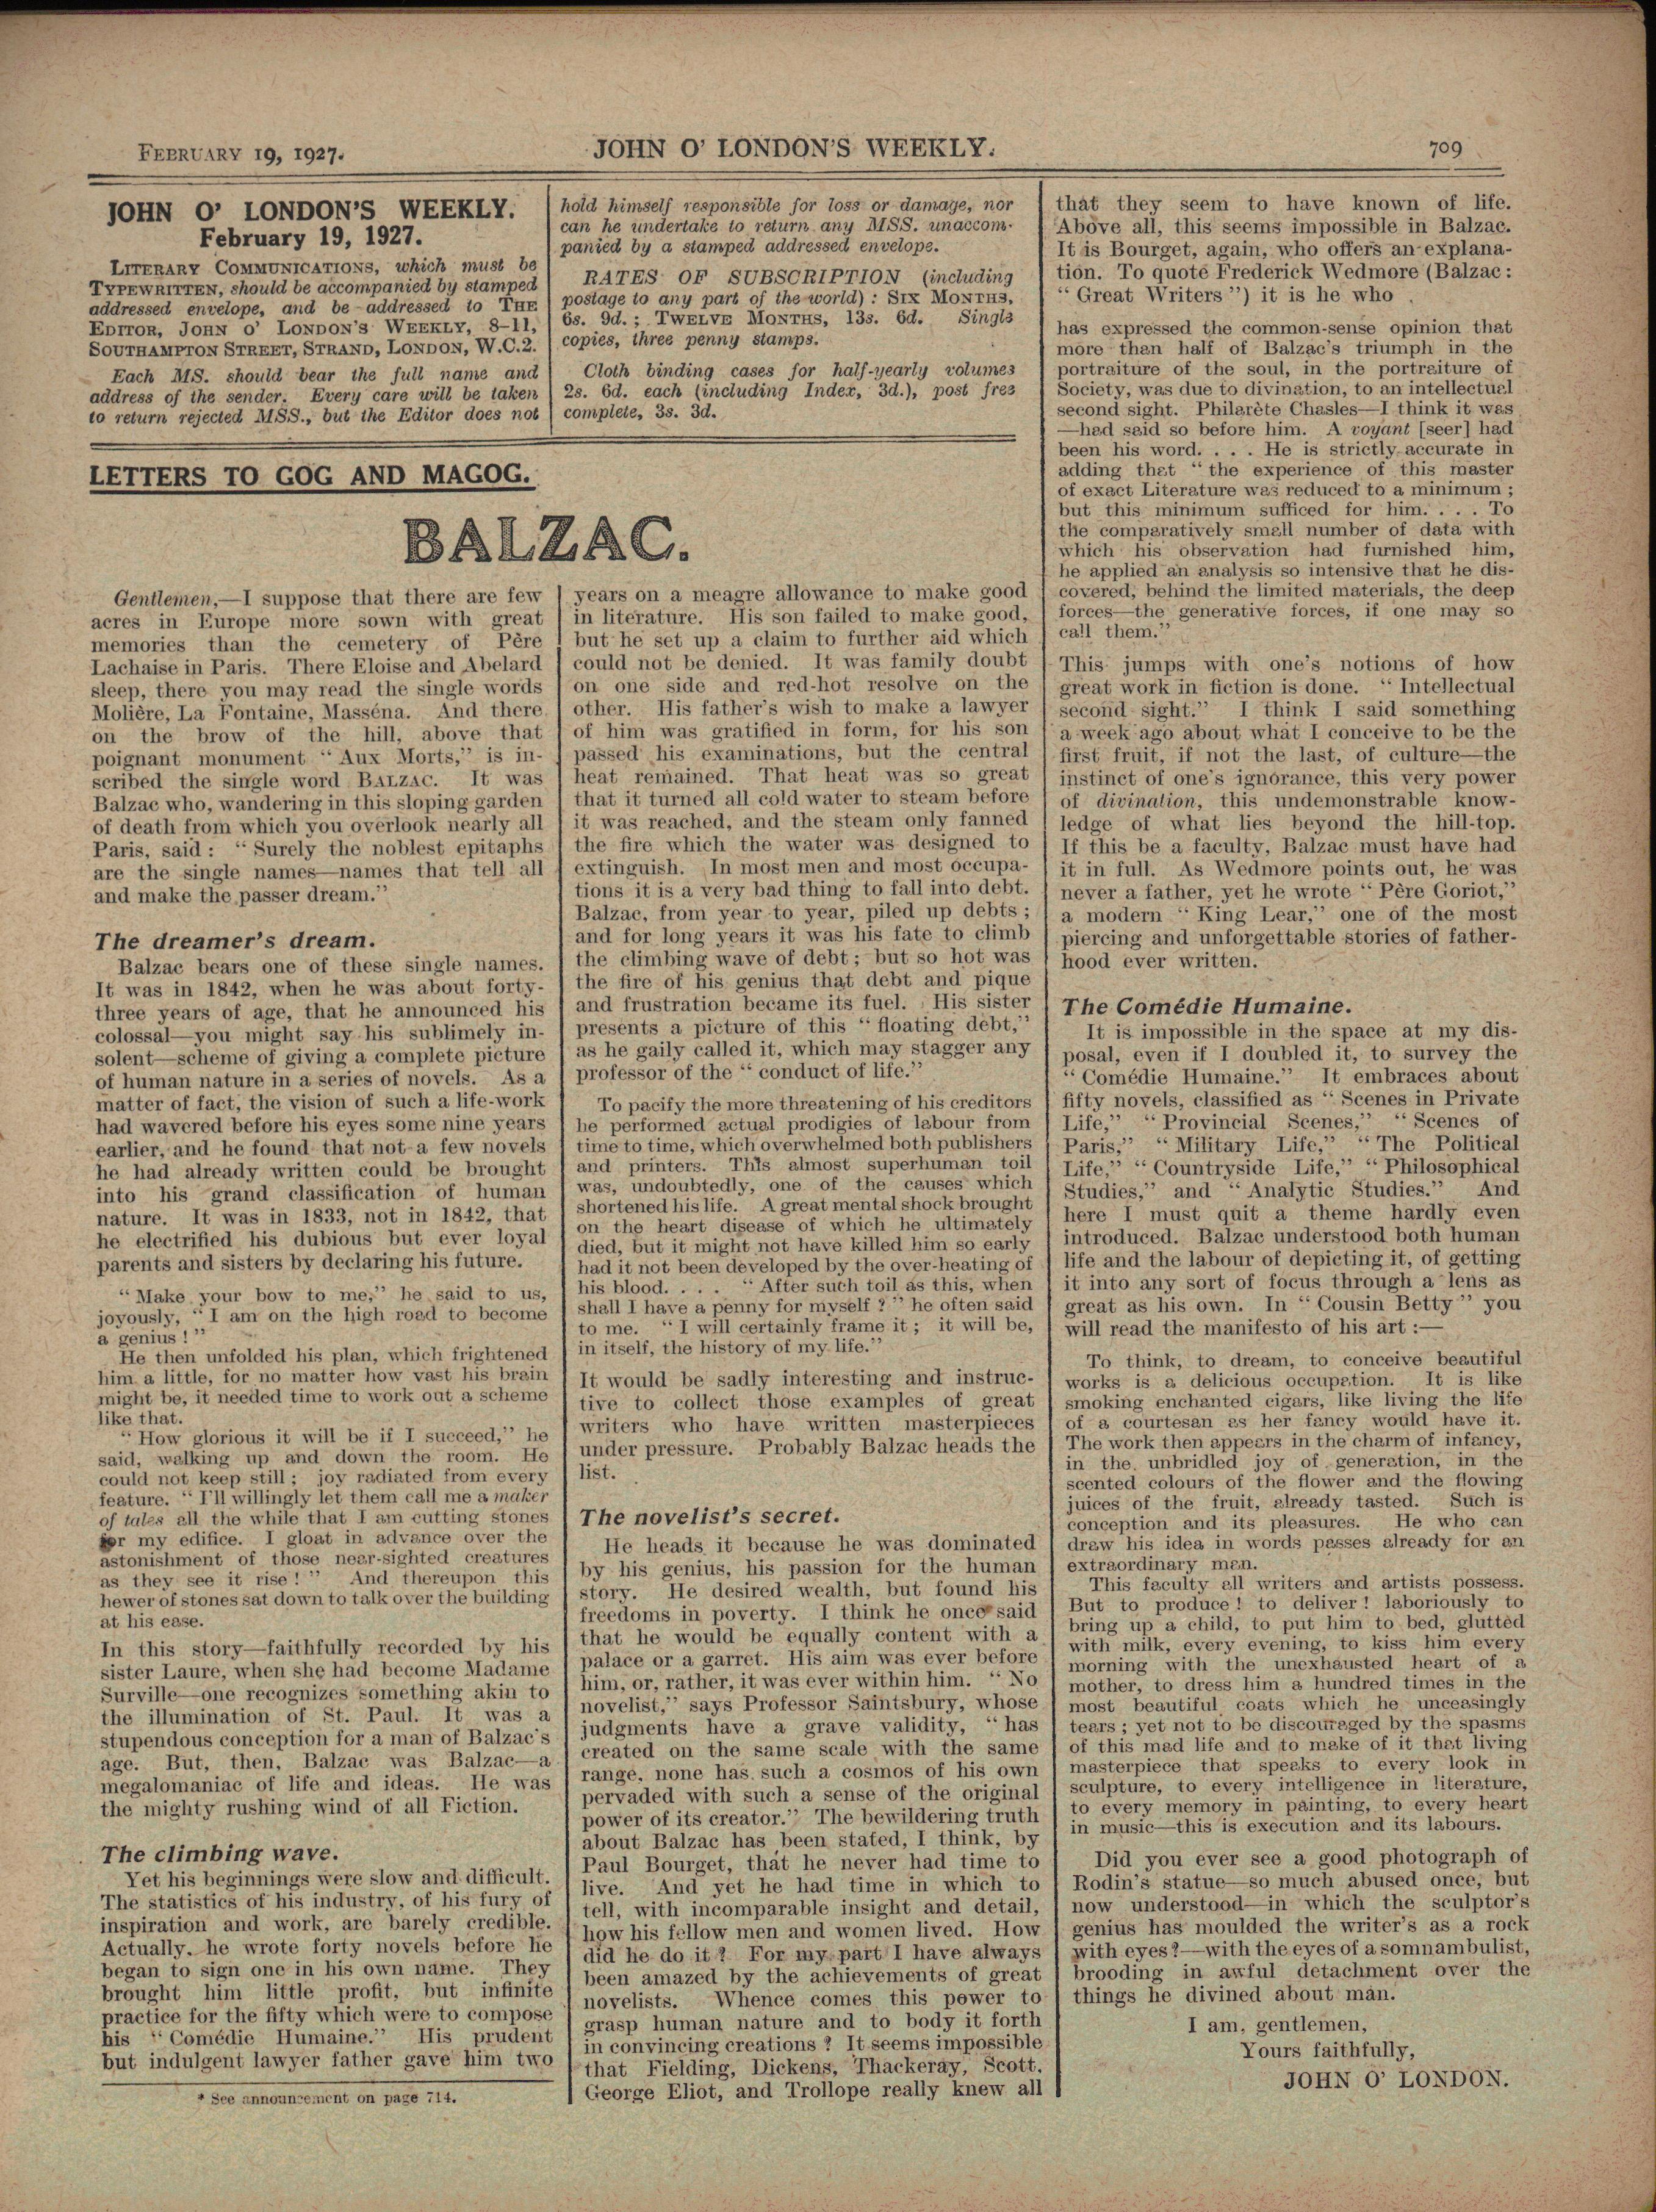 FEBRUARY 19, 1927.
JOHN O' LONDON'S WEEKLY.
709
JOHN O' LONDON'S WEEKLY.
February 19, 1927.
LITERARY COMMUNICATIONS, which must be
TYPEWRITTEN, should be accompanied by stamped
addressed envelope, and be addressed to THE
EDITOR, JOHN O' LONDON'S WEEKLY, 8-11,
SOUTHAMPTON STREET, STRAND, LONDON, W.C.2.
Each MS. should bear the full name and
address of the sender. Every care will be taken
to return rejected MSS., but the Editor does not
hold himself responsible for loss or damage, nor
can he undertake to return any MSS. unaccom-
panied by a stamped addressed envelope.
RATES OF SUBSCRIPTION (including
postage to any part of the world) : SIX MONTHS,
6s. 9d. ; TWELVE MONTHS, 13s. 6d. Single
copies, three penny stamps.
Cloth binding cases for half-yearly volumes
2s. 6d. each (including Index, 3d.), post free
complete, 3s. 3d.
LETTERS TO GOG AND MAGOG.
BALZAC.
Gentlemen,—I suppose that there are few
acres in Europe more sown with great
memories than the cemetery of Père
Lachaise in Paris. There Eloise and Abelard
sleep, there you may read the single words
Molière, La Fontaine, Masséna. And there
on the brow of the hill, above that
poignant monument “ Aux Morts,” is in-
scribed the single word BALZAC. It was
Balzac who, wandering in this sloping garden
of death from which you overlook nearly all
Paris, said : “ Surely the noblest epitaphs
are the single names—names that tell all
and make the passer dream.”
The dreamer's dream.
Balzac bears one of these single names.
It was in 1842, when he was about forty-
three years of age, that he announced his
colossal—you might say his sublimely in-
solent—scheme of giving a complete picture
of human nature in a series of novels. As a
matter of fact, the vision of such a life-work
had wavered before his eyes some nine years
earlier, and he found that not a few novels
he had already written could be brought
into his grand classification of human
nature. It was in 1833, not in 1842, that
he electrified his dubious but ever loyal
parents and sisters by declaring his future.
“ Make your bow to me,” he said to us,
joyously, “ I am on the high road to become
a genius ! ”
He then unfolded his plan, which frightened
him a little, for no matter how vast his brain
might be, it needed time to work out a scheme
like that.
“ How glorious it will be if I succeed,” he
said, walking up and down the room. He
could not keep still ; joy radiated from every
feature. “ I'll willingly let them call me a maker
of tales all the while that I am cutting stones
for my edifice. I gloat in advance over the
astonishment of those near-sighted creatures
as they see it rise ! ” And thereupon this
hewer of stones sat down to talk over the building
at his ease.
In this story—faithfully recorded by his
sister Laure, when she had become Madame
Surville—one recognizes something akin to
the illumination of St. Paul. It was a
stupendous conception for a man of Balzac's
age. But, then, Balzac was Balzac—a
megalomaniac of life and ideas. He was
the mighty rushing wind of all Fiction.
The climbing wave.
Yet his beginnings were slow and difficult.
The statistics of his industry, of his fury of
inspiration and work, are barely credible.
Actually, he wrote forty novels before he
began to sign one in his own name. They
brought him little profit, but infinite
practice for the fifty which were to compose
his “ Comédie Humaine.” His prudent
but indulgent lawyer father gave him two
* See announcement on page 714.
years on a meagre allowance to make good
in literature. His son failed to make good,
but he set up a claim to further aid which
could not be denied. It was family doubt
on one side and red-hot resolve on the
other. His father's wish to make a lawyer
of him was gratified in form, for his son
passed his examinations, but the central
heat remained. That heat was so great
that it turned all cold water to steam before
it was reached, and the steam only fanned
the fire which the water was designed to
extinguish. In most men and most occupa-
tions it is a very bad thing to fall into debt.
Balzac, from year to year, piled up debts ;
and for long years it was his fate to climb
the climbing wave of debt ; but so hot was
the fire of his genius that debt and pique
and frustration became its fuel. His sister
presents a picture of this “ floating debt,”
as he gaily called it, which may stagger any
professor of the “ conduct of life.”
To pacify the more threatening of his creditors
he performed actual prodigies of labour from
time to time, which overwhelmed both publishers
and printers. This almost superhuman toil
was, undoubtedly, one of the causes which
shortened his life. A great mental shock brought
on the heart disease of which he ultimately
died, but it might not have killed him so early
had it not been developed by the over-heating of
his blood. . . . “ After such toil as this, when
shall I have a penny for myself ? ” he often said
to me. “ I will certainly frame it ; it will be,
in itself, the history of my life.”
It would be sadly interesting and instruc-
tive to collect those examples of great
writers who have written masterpieces
under pressure. Probably Balzac heads the
list.
The novelist's secret.
He heads it because he was dominated
by his genius, his passion for the human
story. He desired wealth, but found his
freedoms in poverty. I think he once said
that he would be equally content with a
palace or a garret. His aim was ever before
him, or, rather, it was ever within him. “ No
novelist,” says Professor Saintsbury, whose
judgments have a grave validity, “ has
created on the same scale with the same
range, none has such a cosmos of his own
pervaded with such a sense of the original
power of its creator.” The bewildering truth
about Balzac has been stated, I think, by
Paul Bourget, that he never had time to
live. And yet he had time in which to
tell, with incomparable insight and detail,
how his fellow men and women lived. How
did he do it ? For my part I have always
been amazed by the achievements of great
novelists. Whence comes this power to
grasp human nature and to body it forth
in convincing creations ? It seems impossible
that Fielding, Dickens, Thackeray, Scott,
George Eliot, and Trollope really knew all
that they seem to have known of life.
Above all, this seems impossible in Balzac.
It is Bourget, again, who offers an explana-
tion. To quote Frederick Wedmore (Balzac :
“ Great Writers ”) it is he who
has expressed the common-sense opinion that
more than half of Balzac's triumph in the
portraiture of the soul, in the portraiture of
Society, was due to divination, to an intellectual
second sight. Philarète Chasles—I think it was
—had said so before him. A voyant [seer] had
been his word. . . . He is strictly accurate in
adding that “ the experience of this master
of exact Literature was reduced to a minimum ;
but this minimum sufficed for him. . . . To
the comparatively small number of data with
which his observation had furnished him,
he applied an analysis so intensive that he dis-
covered, behind the limited materials, the deep
forces—the generative forces, if one may so
call them.”
This jumps with one's notions of how
great work in fiction is done. “ Intellectual
second sight.” I think I said something
a week ago about what I conceive to be the
first fruit, if not the last, of culture—the
instinct of one's ignorance, this very power
of divination, this undemonstrable know-
ledge of what lies beyond the hill-top.
If this be a faculty, Balzac must have had
it in full. As Wedmore points out, he was
never a father, yet he wrote “ Père Goriot,”
a modern “ King Lear,” one of the most
piercing and unforgettable stories of father-
hood ever written.
The Comédie Humaine.
It is impossible in the space at my dis-
posal, even if I doubled it, to survey the
“ Comédie Humaine.” It embraces about
fifty novels, classified as “ Scenes in Private
Life,” “ Provincial Scenes,” “ Scenes of
Paris,” “ Military Life,” “ The Political
Life,” “ Countryside Life,” “ Philosophical
Studies,” and “ Analytic Studies.” And
here I must quit a theme hardly even
introduced. Balzac understood both human
life and the labour of depicting it, of getting
it into any sort of focus through a lens as
great as his own. In “ Cousin Betty ” you
will read the manifesto of his art :—
To think, to dream, to conceive beautiful
works is a delicious occupation. It is like
smoking enchanted cigars, like living the life
of a courtesan as her fancy would have it.
The work then appears in the charm of infancy,
in the unbridled joy of generation, in the
scented colours of the flower and the flowing
juices of the fruit, already tasted. Such is
conception and its pleasures. He who can
draw his idea in words passes already for an
extraordinary man.
This faculty all writers and artists possess.
But to produce ! to deliver ! laboriously to
bring up a child, to put him to bed, glutted
with milk, every evening, to kiss him every
morning with the unexhausted heart of a
mother, to dress him a hundred times in the
most beautiful coats which he unceasingly
tears ; yet not to be discouraged by the spasms
of this mad life and to make of it that living
masterpiece that speaks to every look in
sculpture, to every intelligence in literature,
to every memory in painting, to every heart
in music—this is execution and its labours.
Did you ever see a good photograph of
Rodin's statue—so much abused once, but
now understood—in which the sculptor's
genius has moulded the writer's as a rock
with eyes ?—with the eyes of a somnambulist,
brooding in awful detachment over the
things he divined about man.
I am, gentlemen,
Yours faithfully,
JOHN O' LONDON.